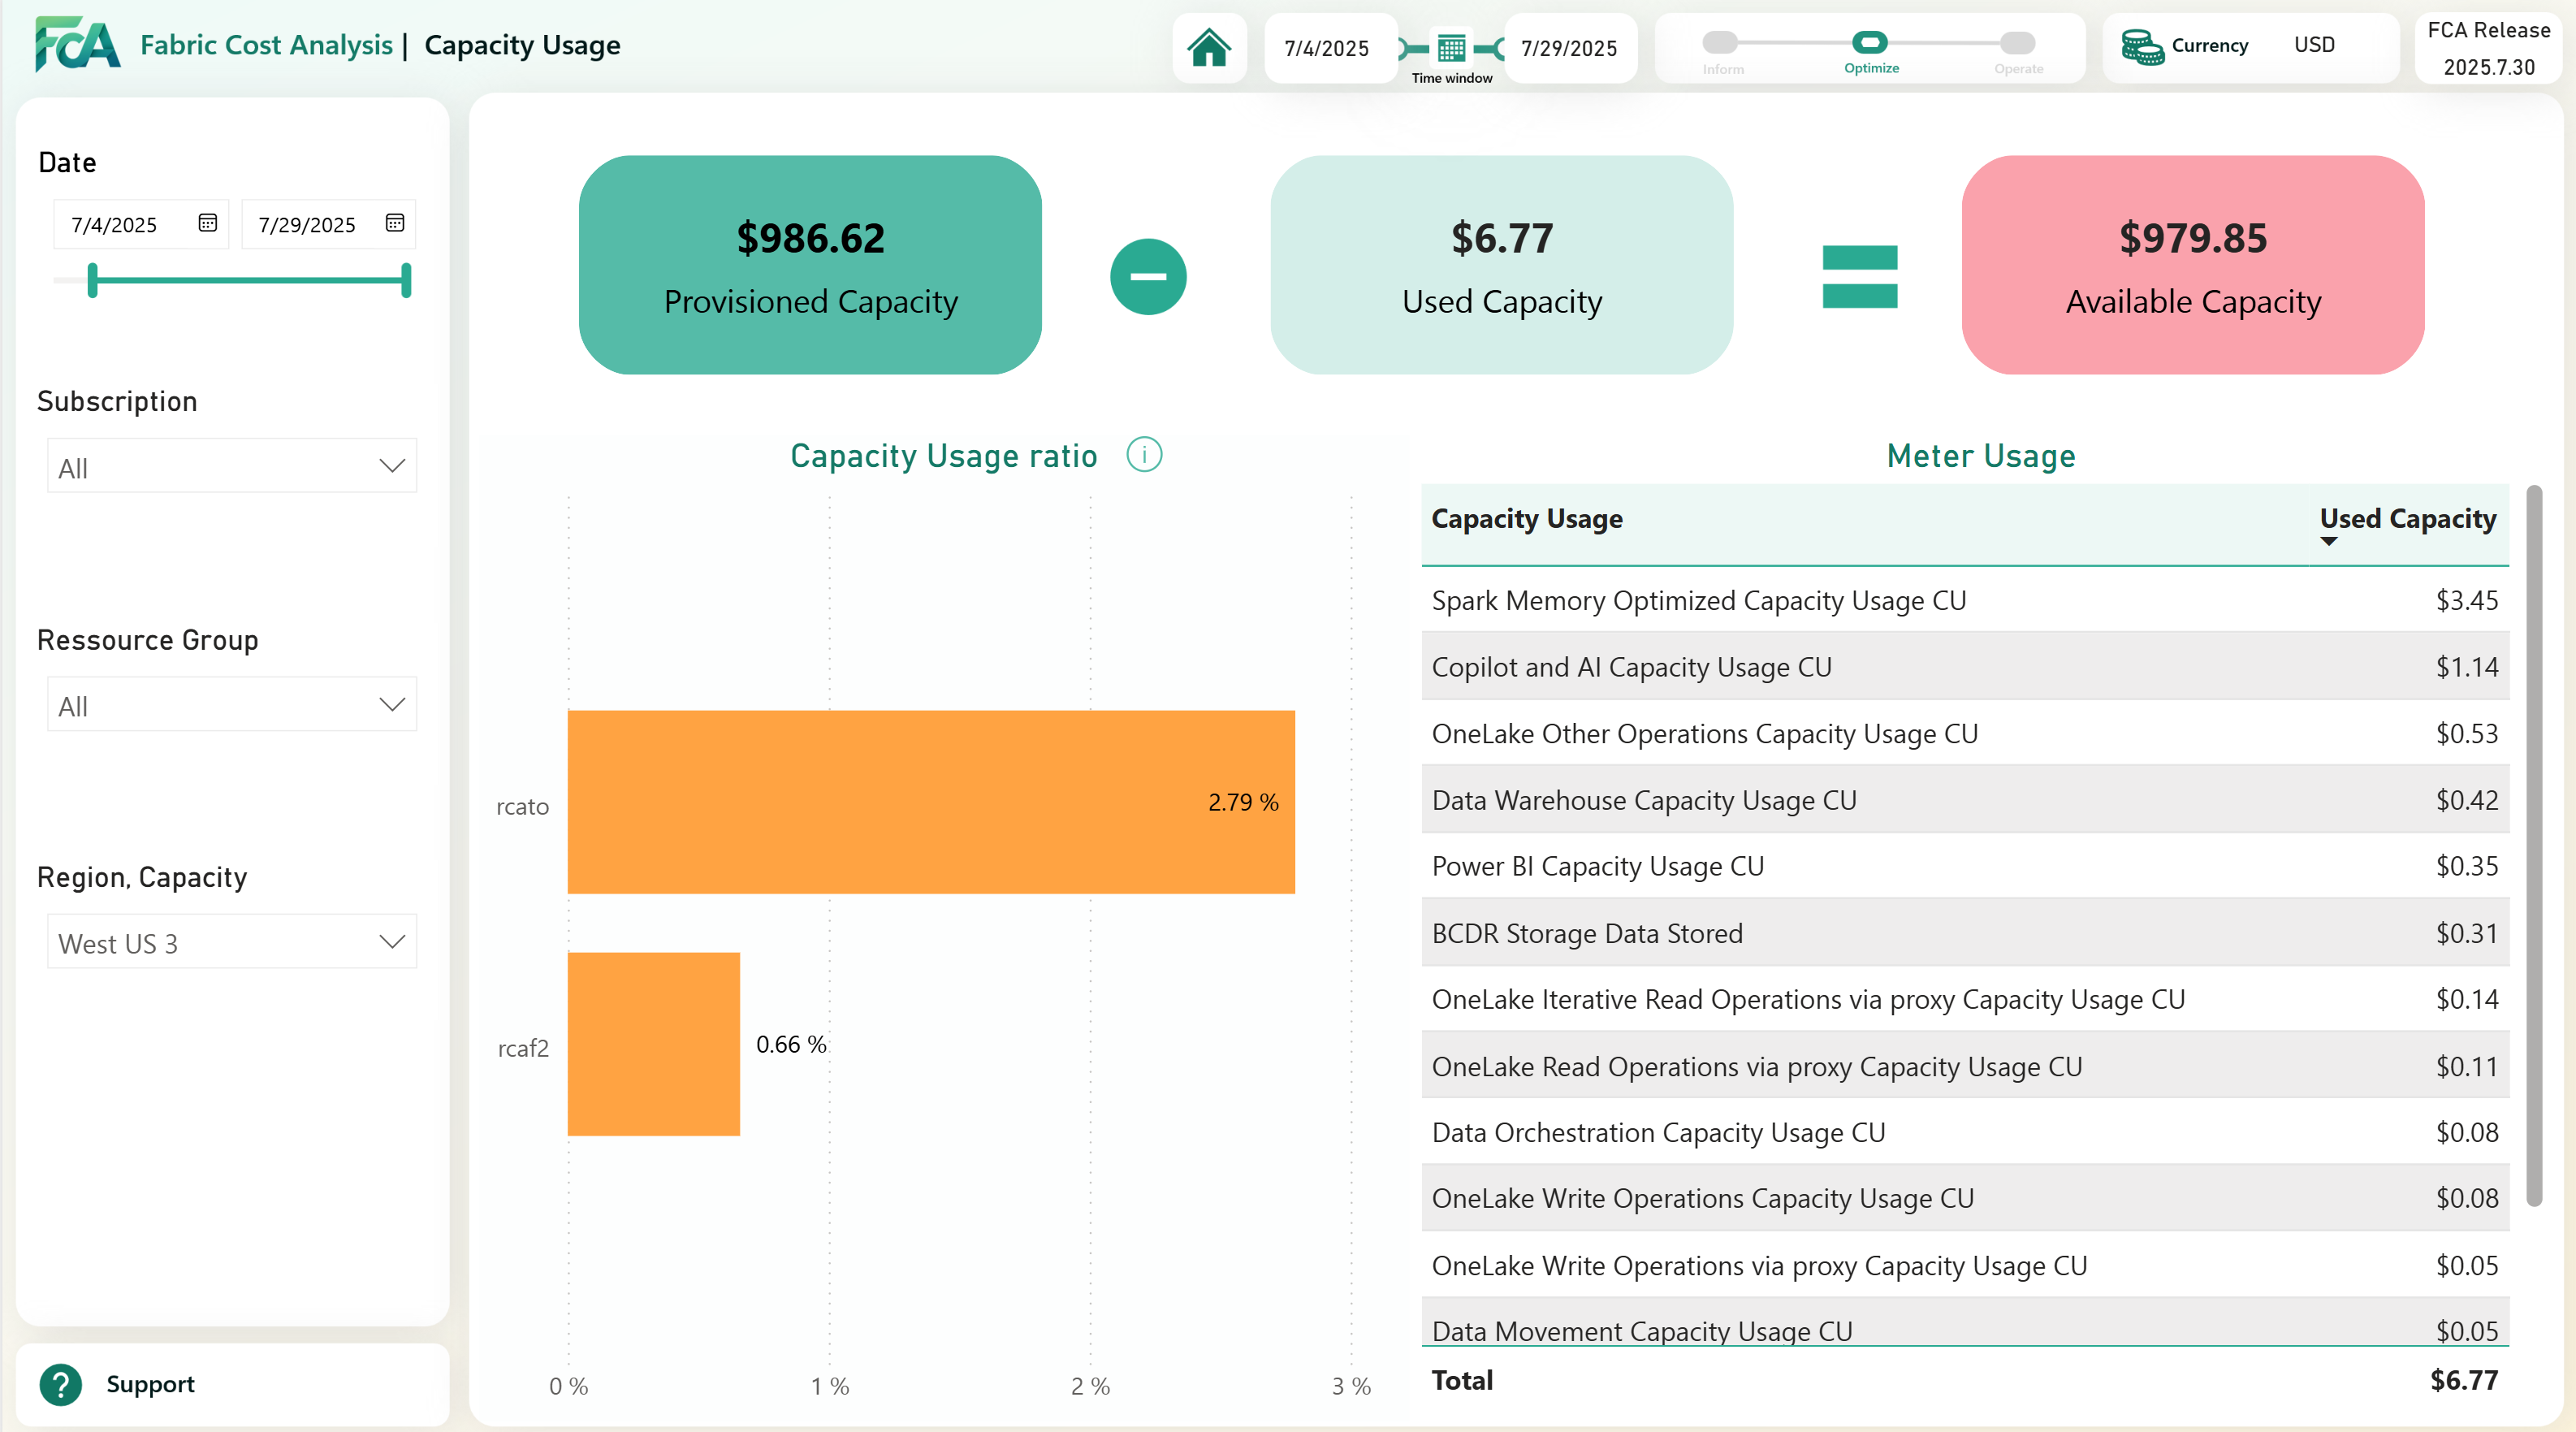 FCA Fabric Cost Analysis | Capacity Usage
7/4/2025
Time window
7/29/2025
Inform
Optimize
Operate
Currency USD
FCA Release
2025.7.30
Date
7/4/2025 7/29/2025
Subscription
All
Ressource Group
All
Region, Capacity
West US 3
? Support
$986.62
Provisioned Capacity
$6.77
Used Capacity
$979.85
Available Capacity
Capacity Usage ratio i
rcato 2.79 %
rcaf2 0.66 %
0 % 1 % 2 % 3 %
Meter Usage
Capacity Usage Used Capacity
Spark Memory Optimized Capacity Usage CU $3.45
Copilot and AI Capacity Usage CU $1.14
OneLake Other Operations Capacity Usage CU $0.53
Data Warehouse Capacity Usage CU $0.42
Power BI Capacity Usage CU $0.35
BCDR Storage Data Stored $0.31
OneLake Iterative Read Operations via proxy Capacity Usage CU $0.14
OneLake Read Operations via proxy Capacity Usage CU $0.11
Data Orchestration Capacity Usage CU $0.08
OneLake Write Operations Capacity Usage CU $0.08
OneLake Write Operations via proxy Capacity Usage CU $0.05
Data Movement Capacity Usage CU $0.05
Total $6.77